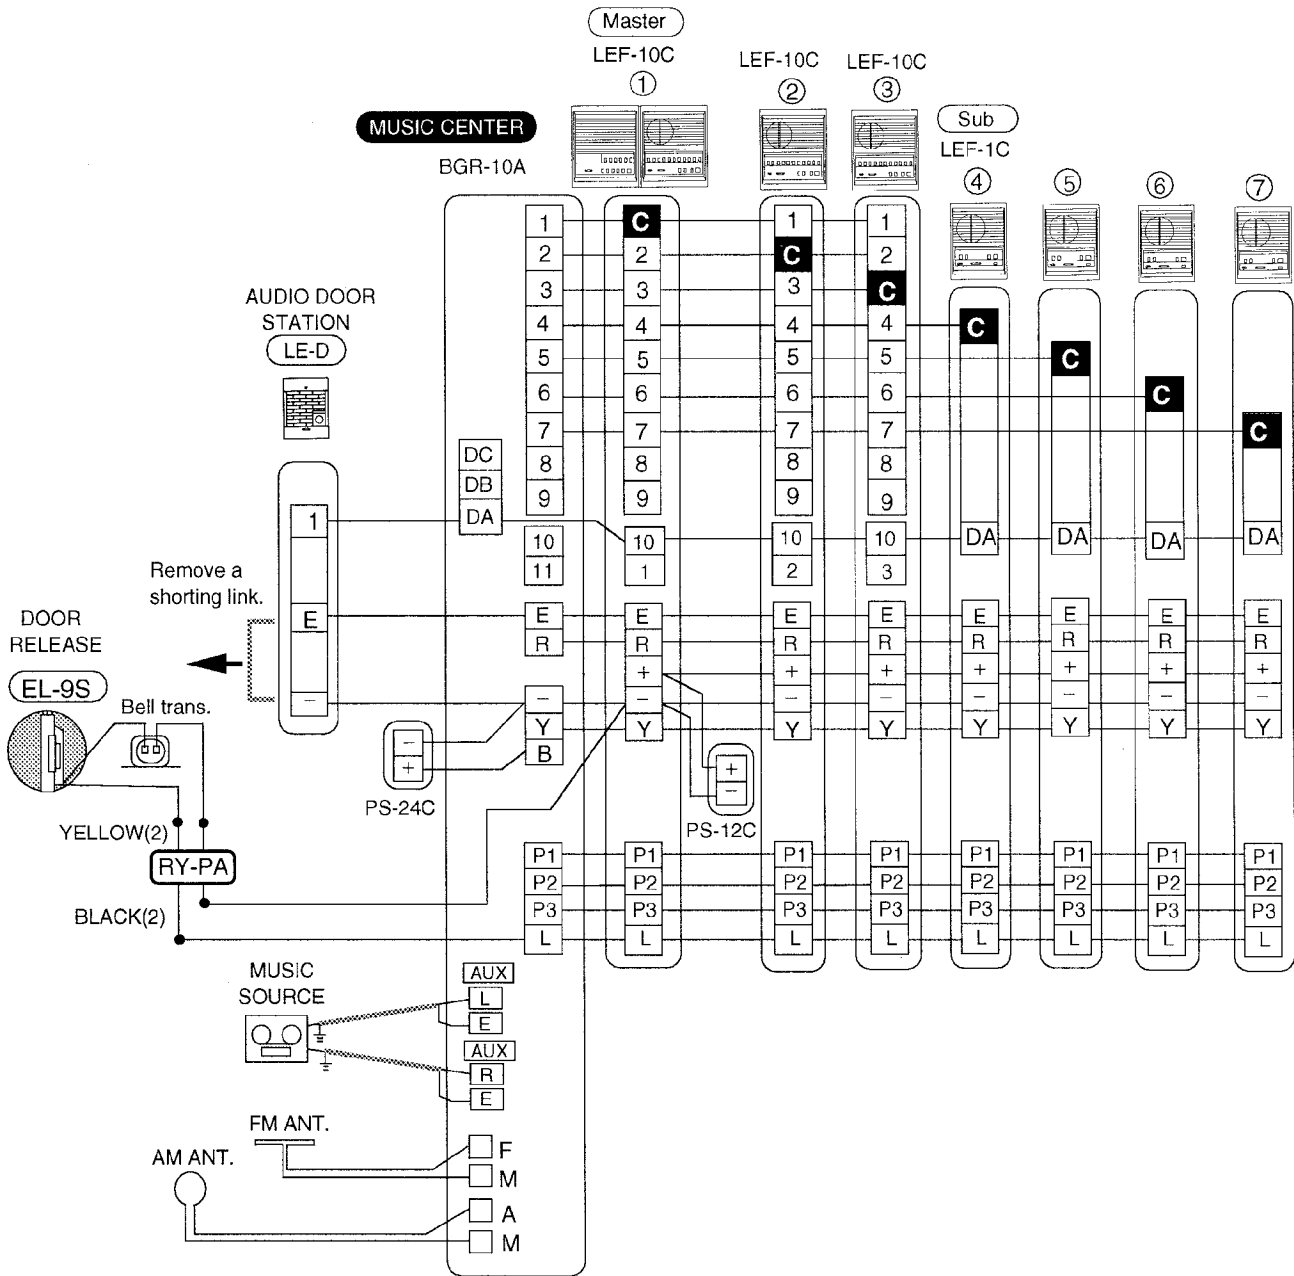 Master
LEF-10C
①
LEF-10C
②
LEF-10C
③
Sub
LEF-1C
④
⑤
⑥
⑦
MUSIC CENTER
BGR-10A
AUDIO DOOR
STATION
LE-D
1 C 1 1
2 2 C 2
3 3 3 C
4 4 4 4 C
5 5 5 5 C
6 6 6 6 C
7 7 7 7 C
DC
DB
DA
8 8 8 8
9 9 9 9
1
10 10 10 10 DA DA DA DA
11 1 2 3
Remove a
shorting link.
E E E E E E E E E
R R R R R R R R
+ + + + + + +
− − − − − − − − −
Y Y Y Y Y Y Y Y
B
DOOR
RELEASE
EL-9S
Bell trans.
−
+
PS-24C
+
−
PS-12C
YELLOW(2)
RY-PA
BLACK(2)
P1 P1 P1 P1 P1 P1 P1 P1
P2 P2 P2 P2 P2 P2 P2 P2
P3 P3 P3 P3 P3 P3 P3 P3
L L L L L L L L
MUSIC
SOURCE
AUX
L
E
AUX
R
E
FM ANT.
F
M
AM ANT.
A
M